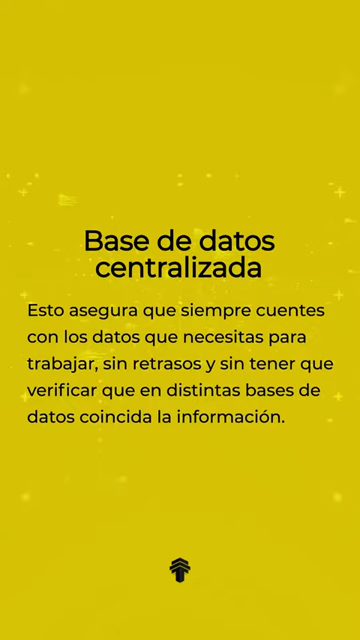 Base de datos
centralizada
Esto asegura que siempre cuentes
con los datos que necesitas para
trabajar, sin retrasos y sin tener que
verificar que en distintas bases de
datos coincida la información.